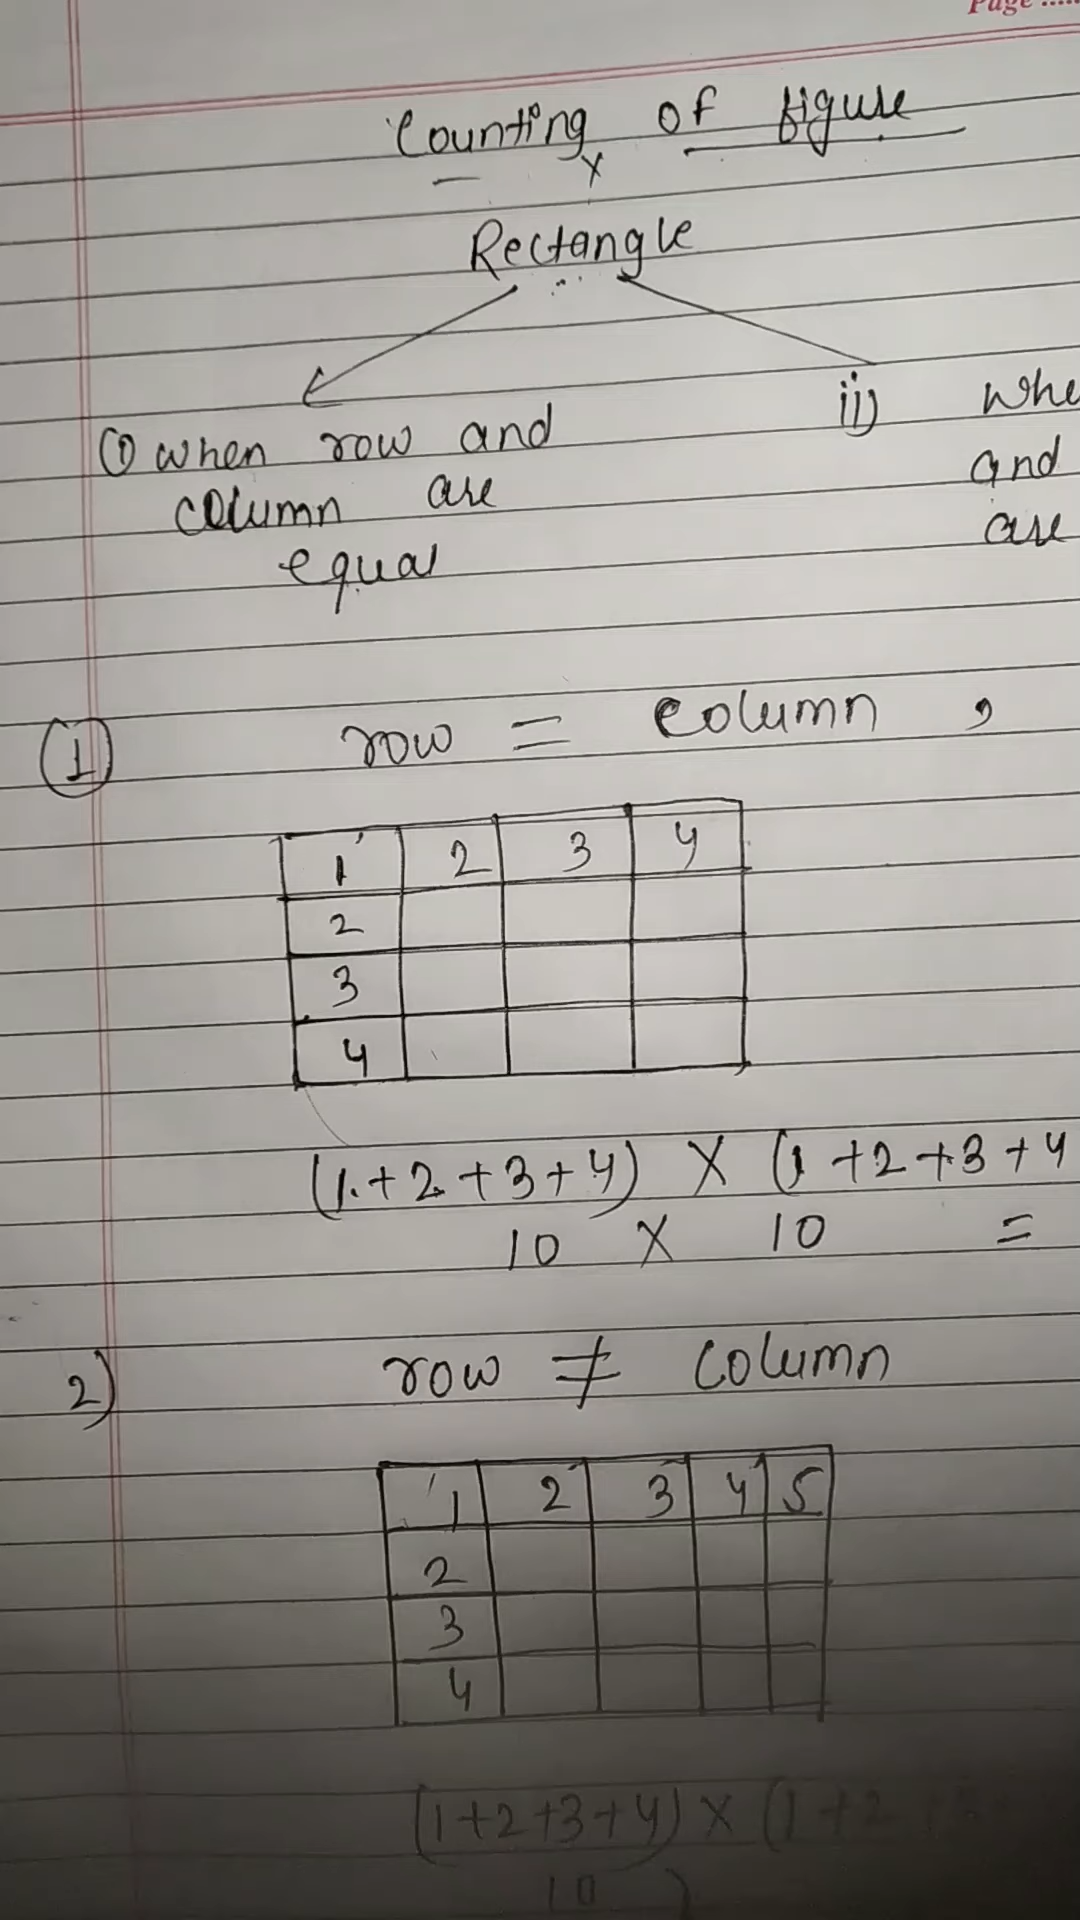 Page .....
Counting of figure
Rectangle
① when row and
column are
equal
ii) whe
and
are
① row = column ,
1 2 3 4
2
3
4
(1+2+3+4) X (1+2+3+4
10 X 10 =
2) row ≠ column
1 2 3 4 5
2
3
4
(1+2+3+4) X (1+2
10